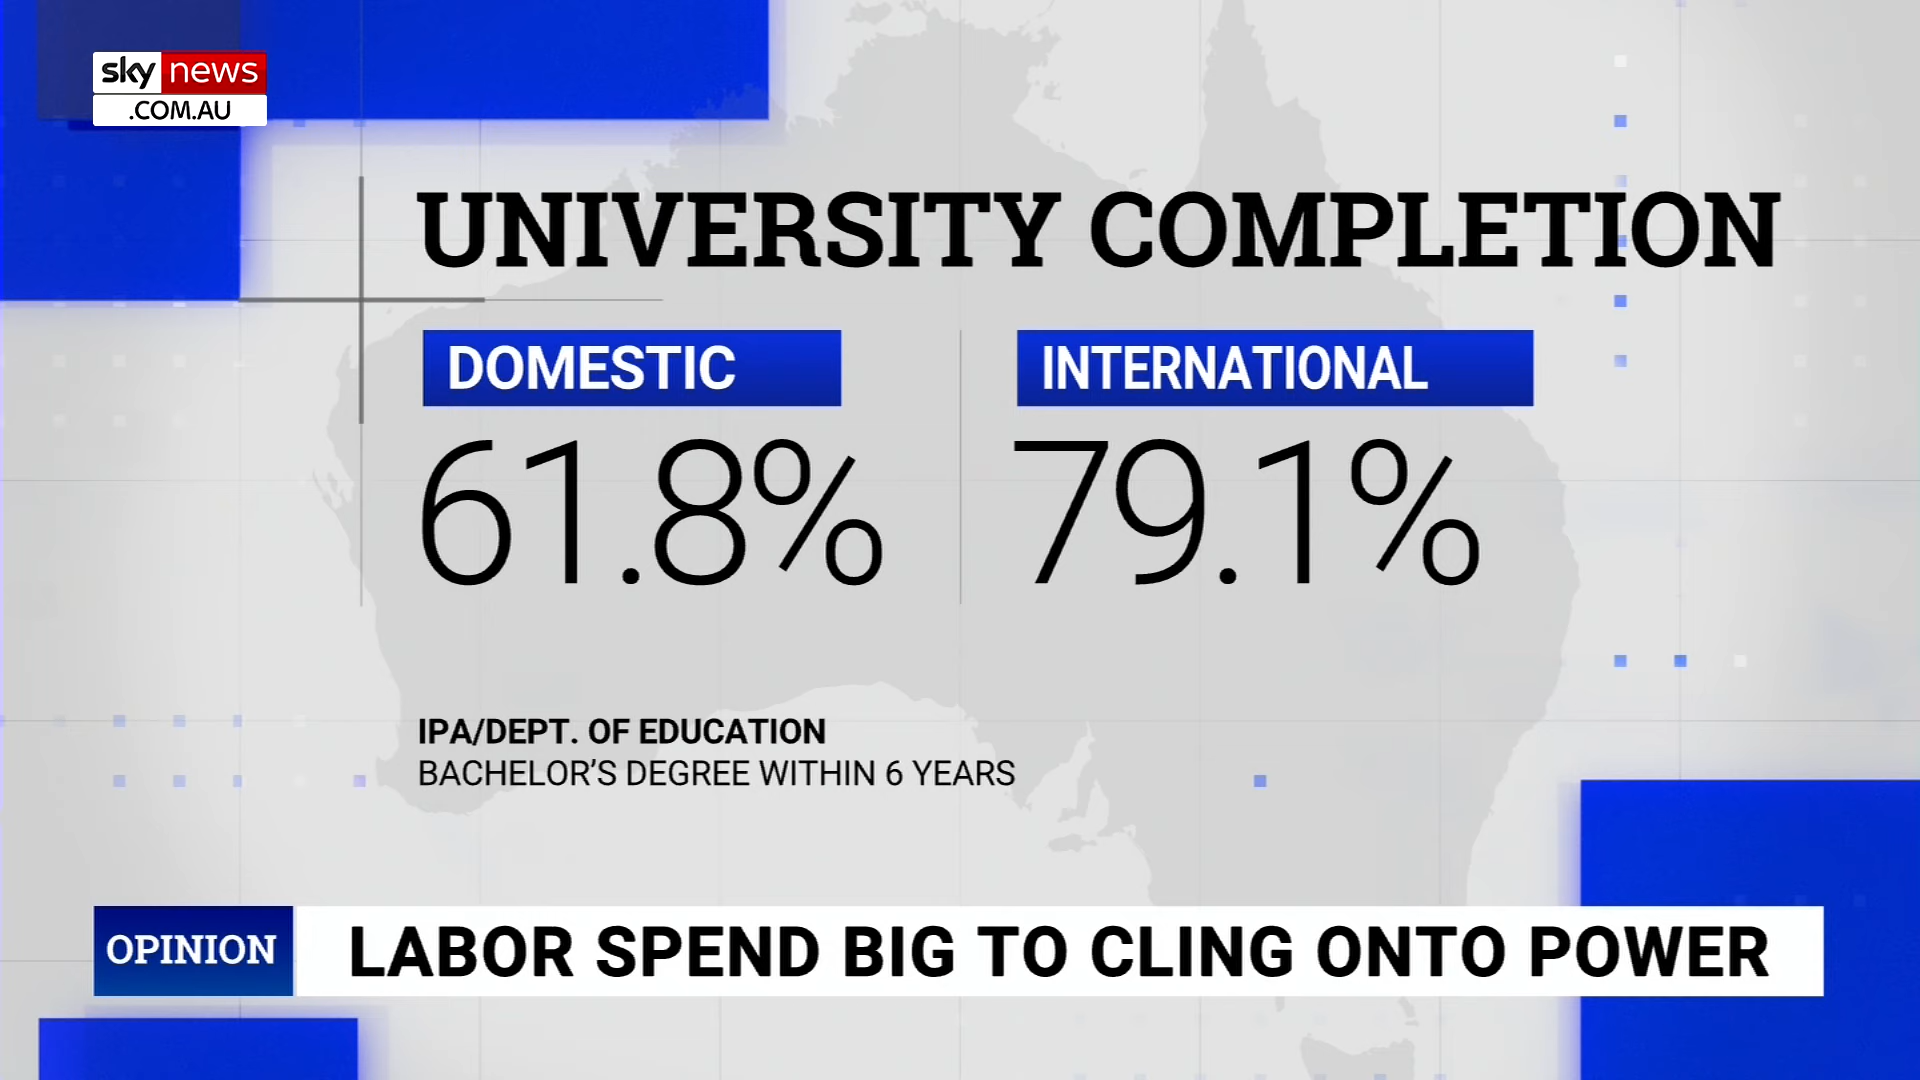 sky news
.COM.AU
UNIVERSITY COMPLETION
DOMESTIC
61.8%
INTERNATIONAL
79.1%
IPA/DEPT. OF EDUCATION
BACHELOR'S DEGREE WITHIN 6 YEARS
OPINION
LABOR SPEND BIG TO CLING ONTO POWER